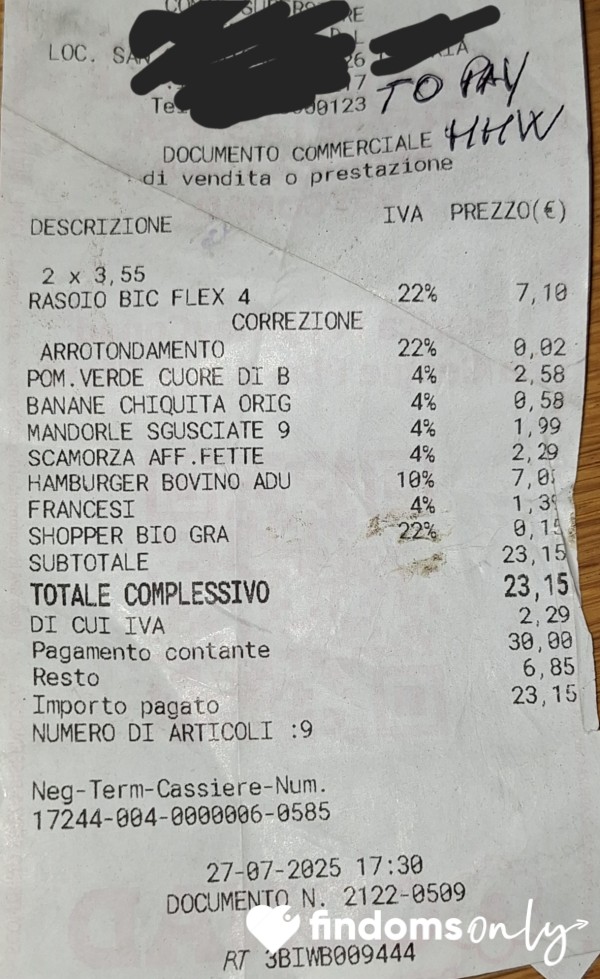 LOC.
TO PAY
HHW
DOCUMENTO COMMERCIALE
di vendita o prestazione
DESCRIZIONE IVA PREZZO(€)
2 x 3,55
RASOIO BIC FLEX 4 22% 7,10
CORREZIONE
ARROTONDAMENTO 22% 0,02
POM.VERDE CUORE DI B 4% 2,58
BANANE CHIQUITA ORIG 4% 0,58
MANDORLE SGUSCIATE 9 4% 1,99
SCAMORZA AFF.FETTE 4% 2,29
HAMBURGER BOVINO ADU 10%
FRANCESI 4%
SHOPPER BIO GRA 22% 0,15
SUBTOTALE 23,15
TOTALE COMPLESSIVO 23,15
DI CUI IVA 2,29
Pagamento contante 30,00
Resto 6,85
Importo pagato 23,15
NUMERO DI ARTICOLI :9
Neg-Term-Cassiere-Num.
17244-004-0000006-0585
27-07-2025 17:30
DOCUMENTO N. 2122-0509
findomsonly
RT 3BIWB009444